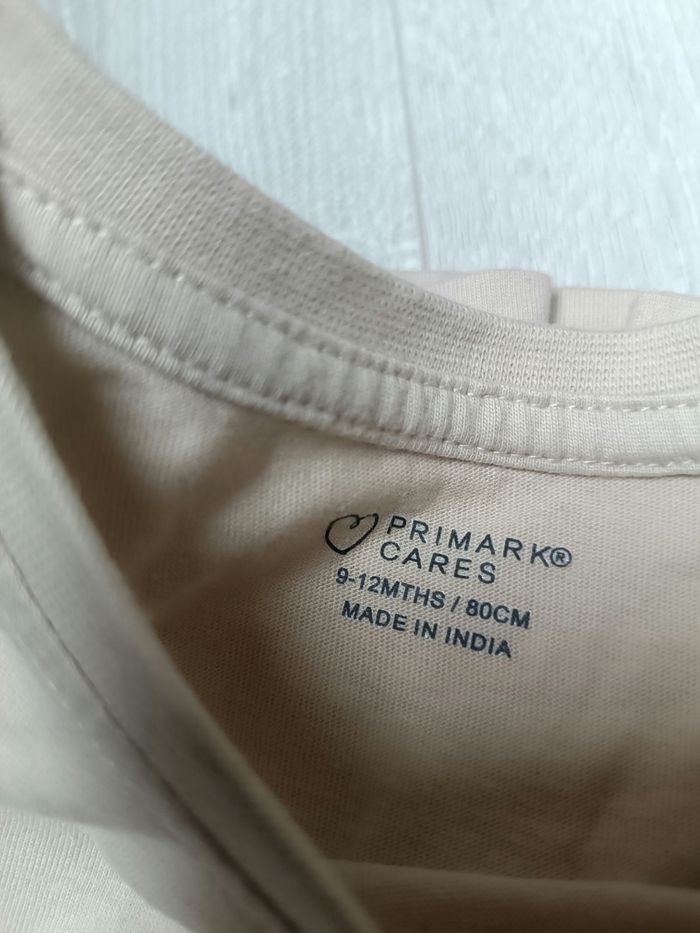 PRIMARK®
CARES
9-12MTHS / 80CM
MADE IN INDIA